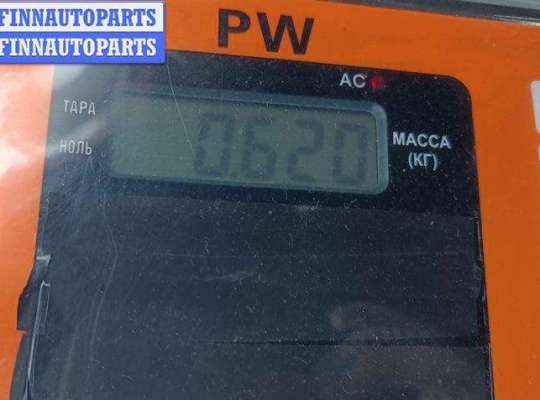 FINNAUTOPARTS
FINNAUTOPARTS
PW
AC
ТАРА
НОЛЬ
0.620
МАССА
(КГ)